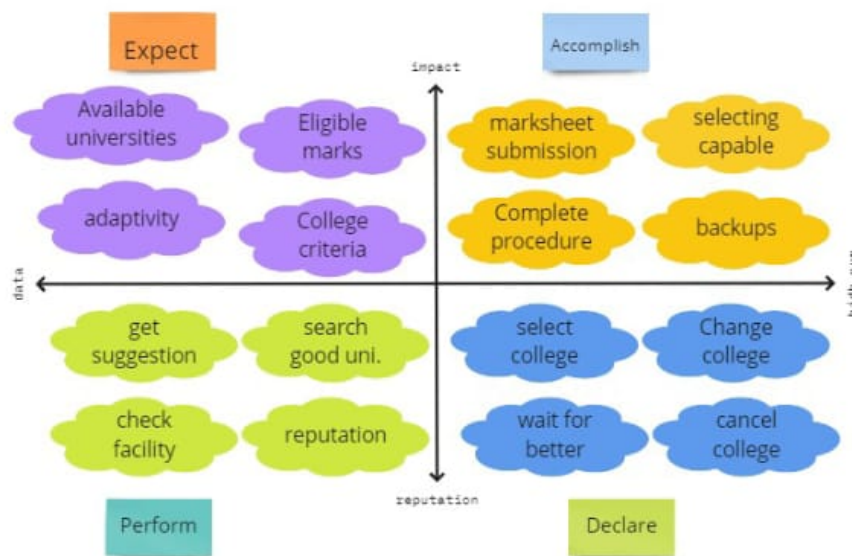 Expect
Accomplish
impact
Available
universities
Eligible
marks
marksheet
submission
selecting
capable
adaptivity
College
criteria
Complete
procedure
backups
data
get
suggestion
search
good uni.
select
college
Change
college
check
facility
reputation
wait for
better
cancel
college
reputation
Perform
Declare